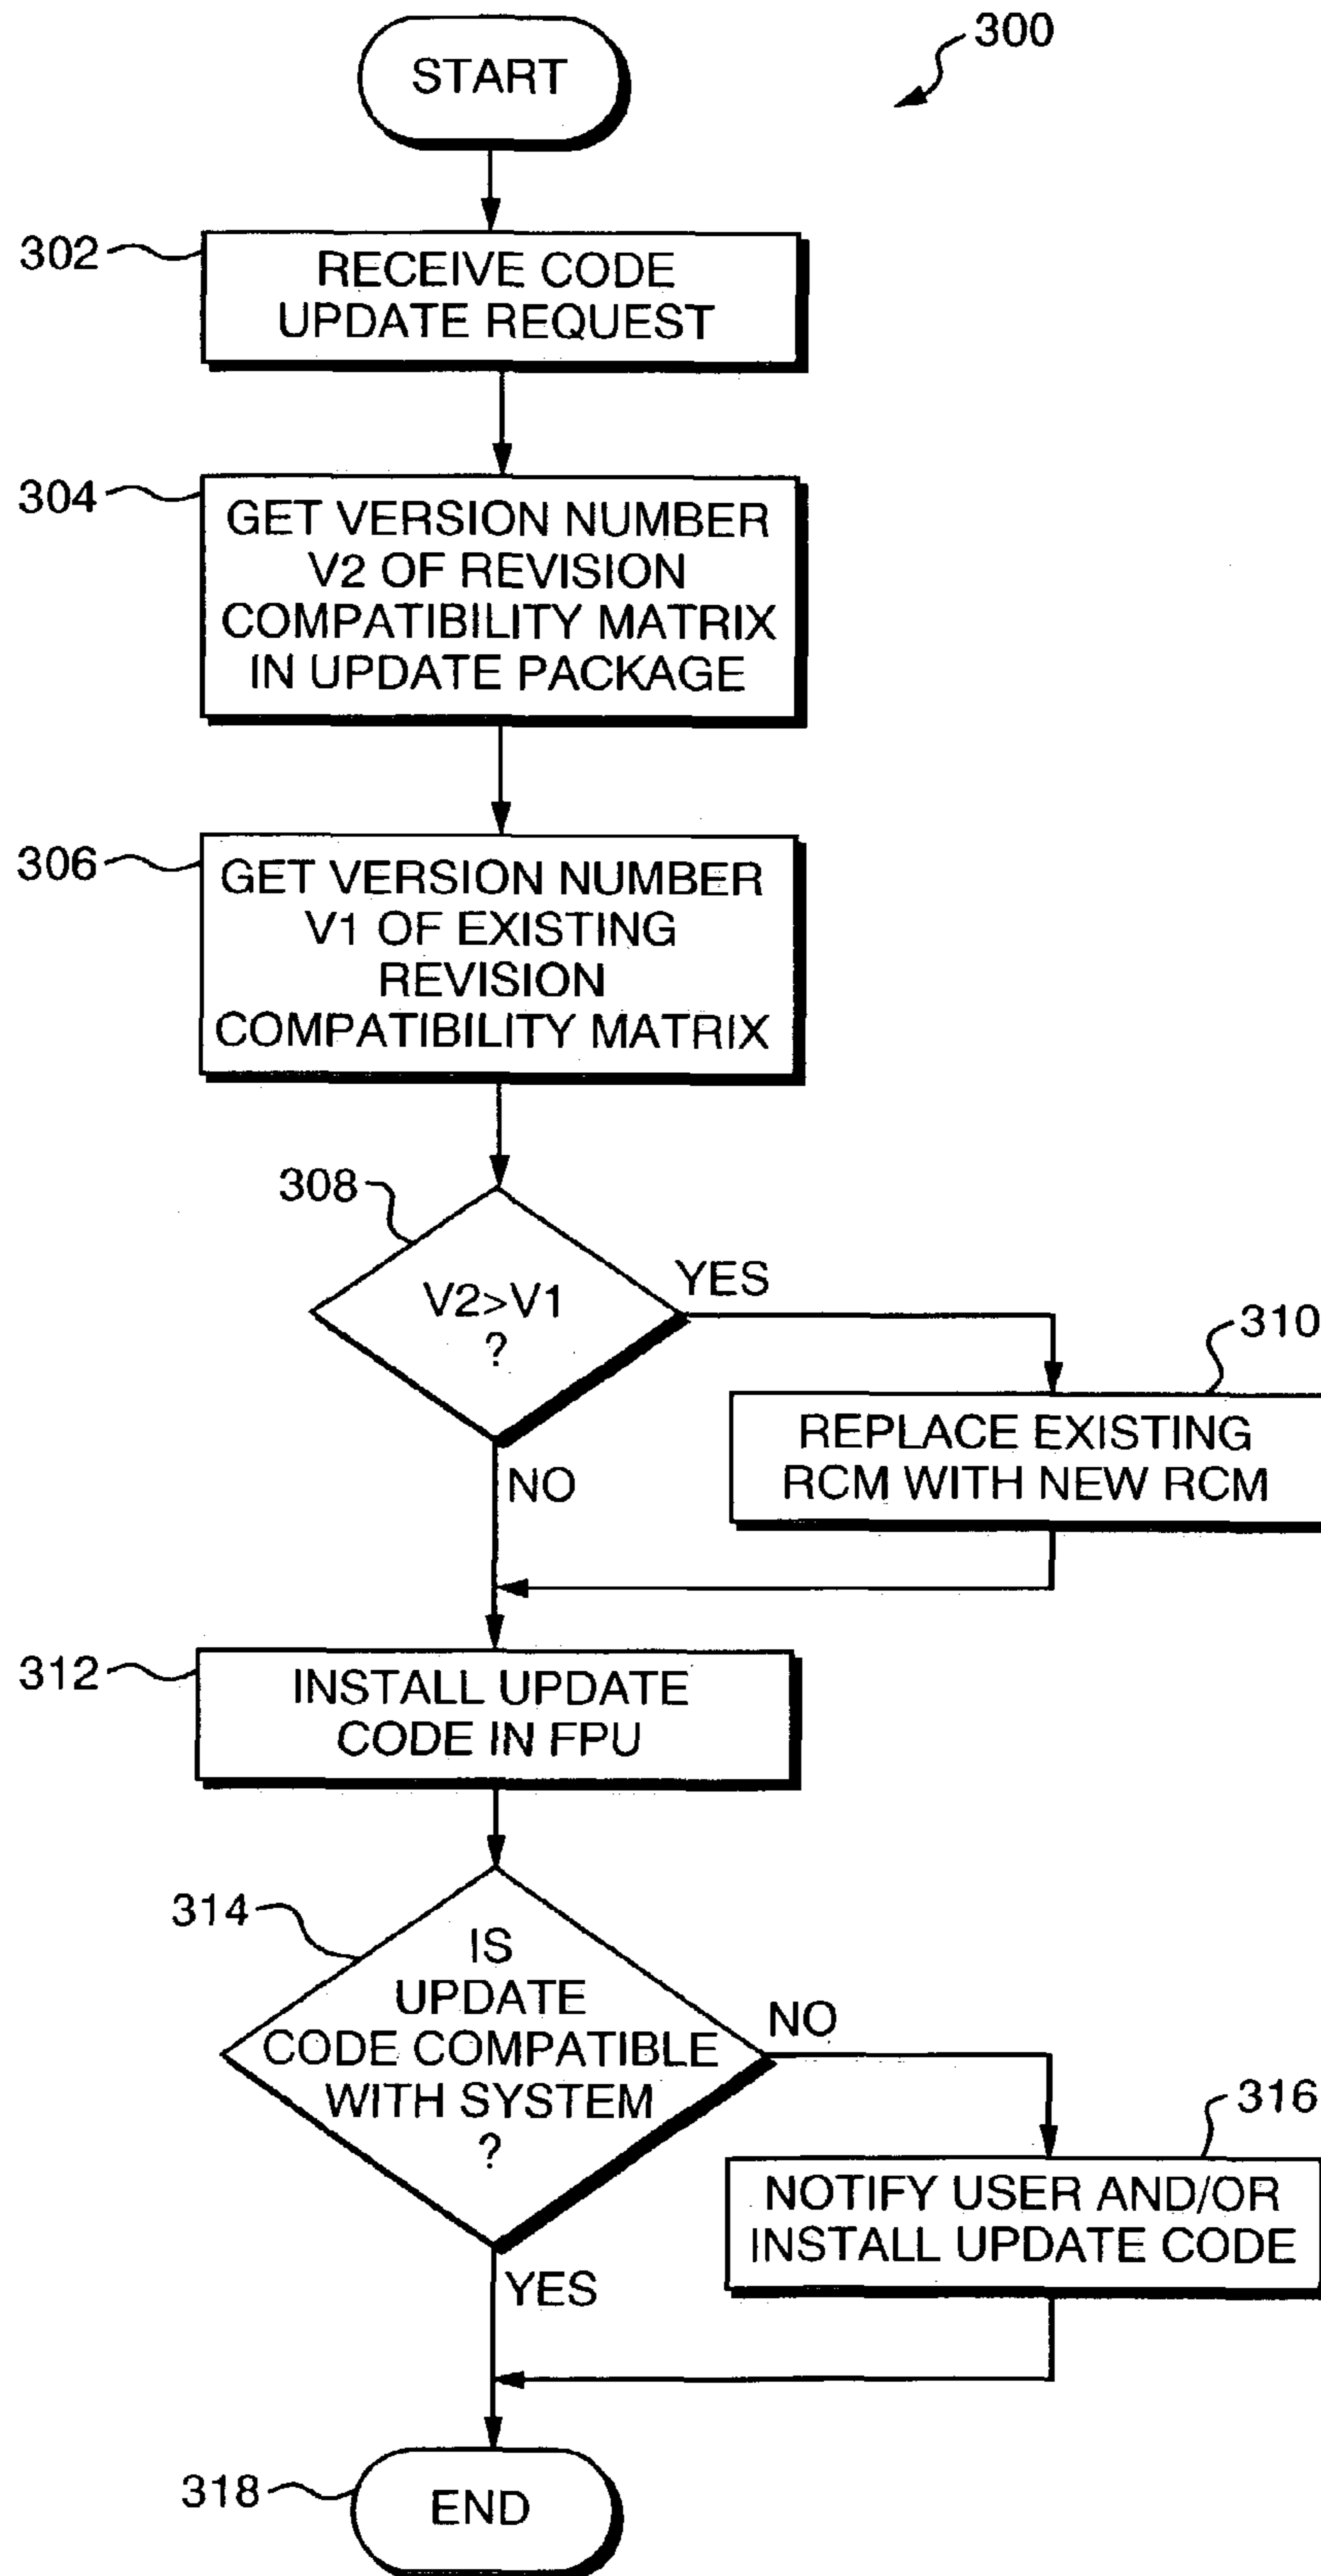 300
START
302
RECEIVE CODE
UPDATE REQUEST
304
GET VERSION NUMBER
V2 OF REVISION
COMPATIBILITY MATRIX
IN UPDATE PACKAGE
306
GET VERSION NUMBER
V1 OF EXISTING
REVISION
COMPATIBILITY MATRIX
308
V2>V1
?
YES
NO
310
REPLACE EXISTING
RCM WITH NEW RCM
312
INSTALL UPDATE
CODE IN FPU
314
IS
UPDATE
CODE COMPATIBLE
WITH SYSTEM
?
NO
YES
316
NOTIFY USER AND/OR
INSTALL UPDATE CODE
318
END